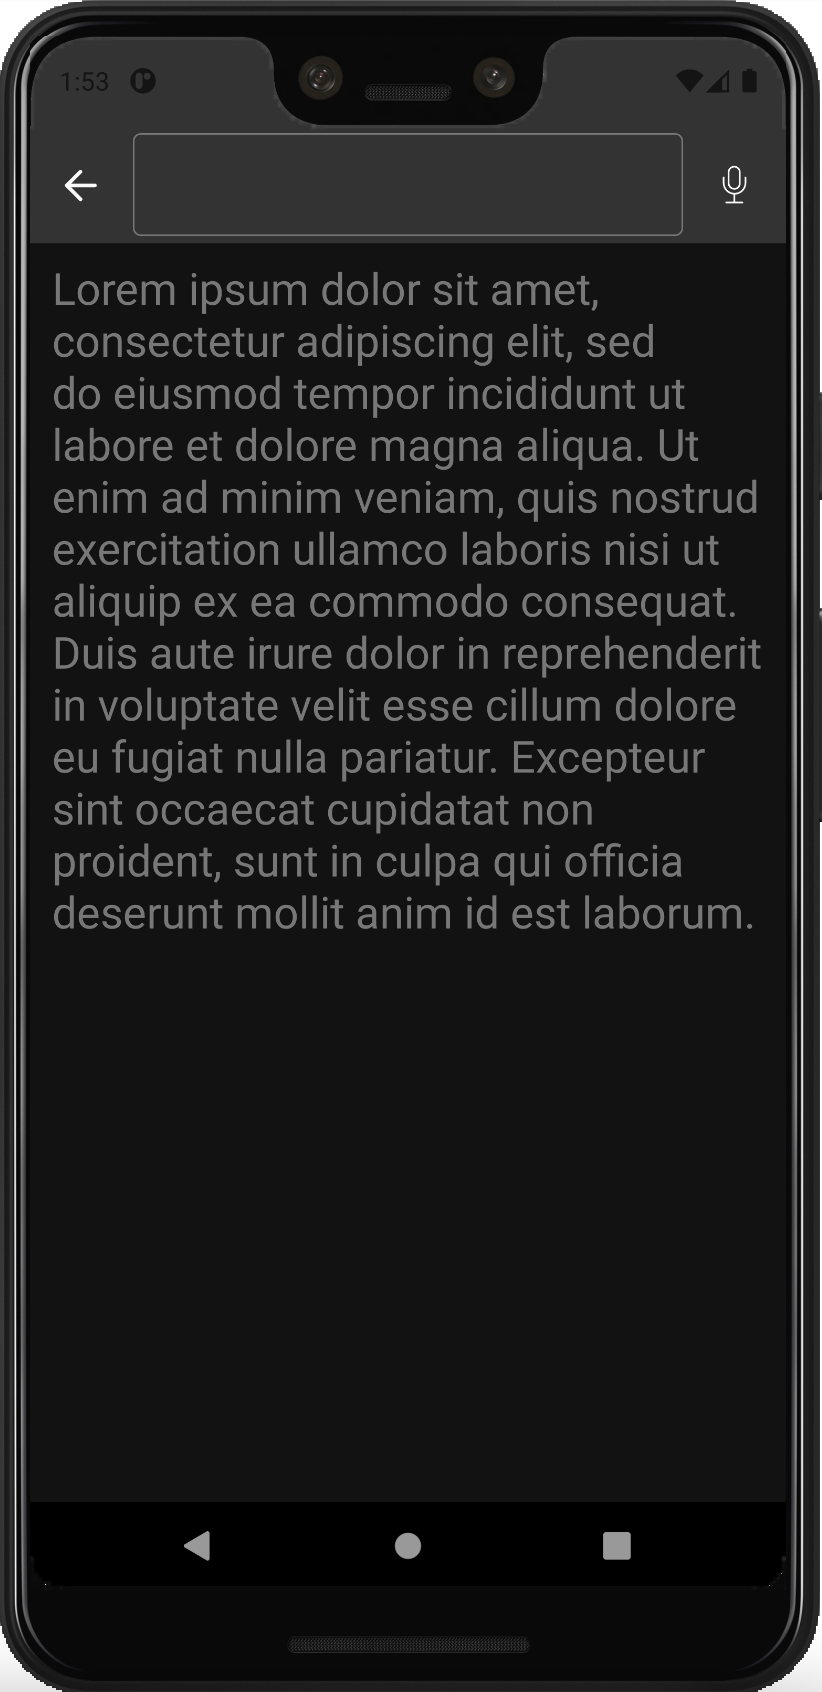 1:53
Lorem ipsum dolor sit amet,
consectetur adipiscing elit, sed
do eiusmod tempor incididunt ut
labore et dolore magna aliqua. Ut
enim ad minim veniam, quis nostrud
exercitation ullamco laboris nisi ut
aliquip ex ea commodo consequat.
Duis aute irure dolor in reprehenderit
in voluptate velit esse cillum dolore
eu fugiat nulla pariatur. Excepteur
sint occaecat cupidatat non
proident, sunt in culpa qui officia
deserunt mollit anim id est laborum.